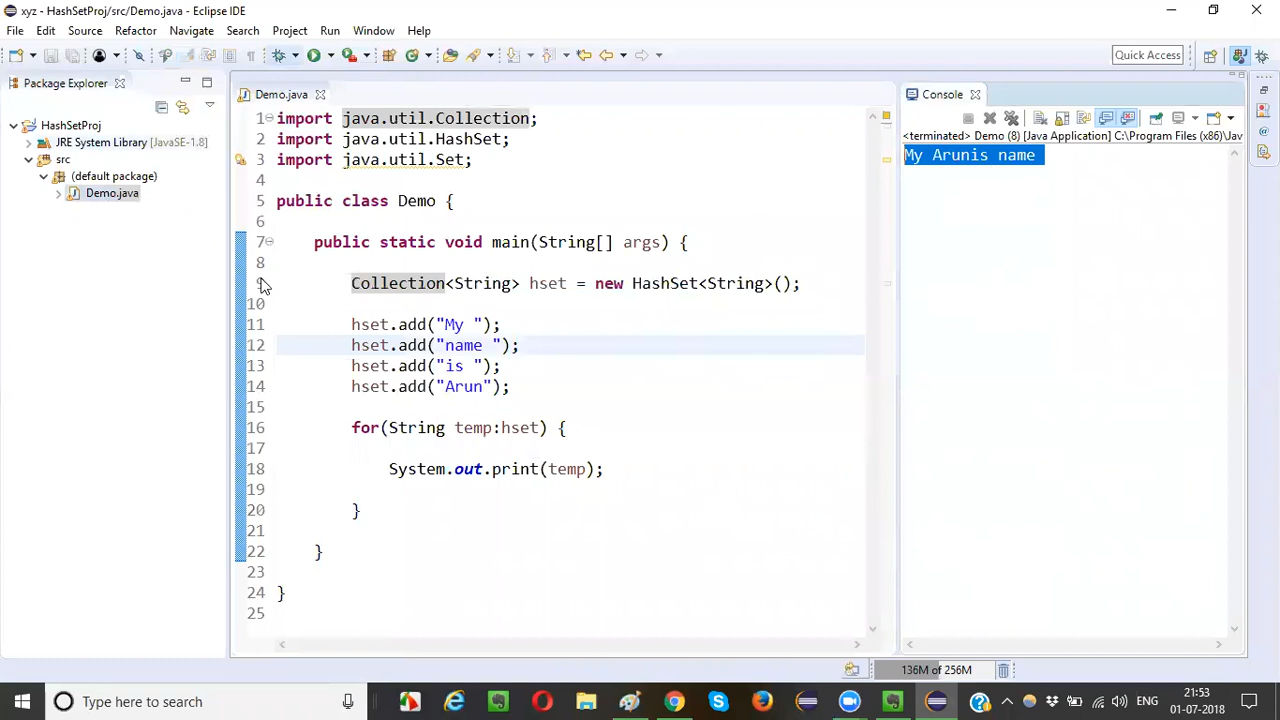 xyz - HashSetProj/src/Demo.java - Eclipse IDE
File Edit Source Refactor Navigate Search Project Run Window Help
Quick Access
Package Explorer
HashSetProj
JRE System Library [JavaSE-1.8]
src
(default package)
Demo.java
Demo.java
1 import java.util.Collection;
2 import java.util.HashSet;
3 import java.util.Set;
4
5 public class Demo {
6
7 public static void main(String[] args) {
8
9 Collection<String> hset = new HashSet<String>();
10
11 hset.add("My ");
12 hset.add("name ");
13 hset.add("is ");
14 hset.add("Arun");
15
16 for(String temp:hset) {
17
18 System.out.print(temp);
19
20 }
21
22 }
23
24 }
25
Console
<terminated> Demo (8) [Java Application] C:\Program Files (x86)\Jav
My Arunis name
136M of 256M
Type here to search
ENG
21:53
01-07-2018